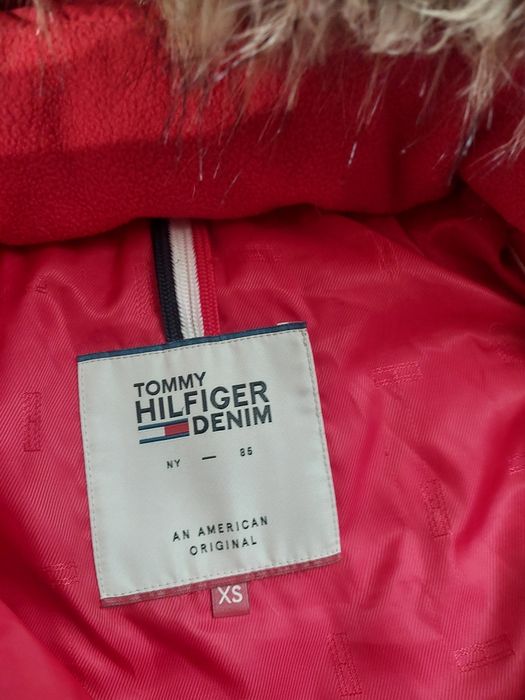 TOMMY
HILFIGER
DENIM
NY — 85
AN AMERICAN
ORIGINAL
XS